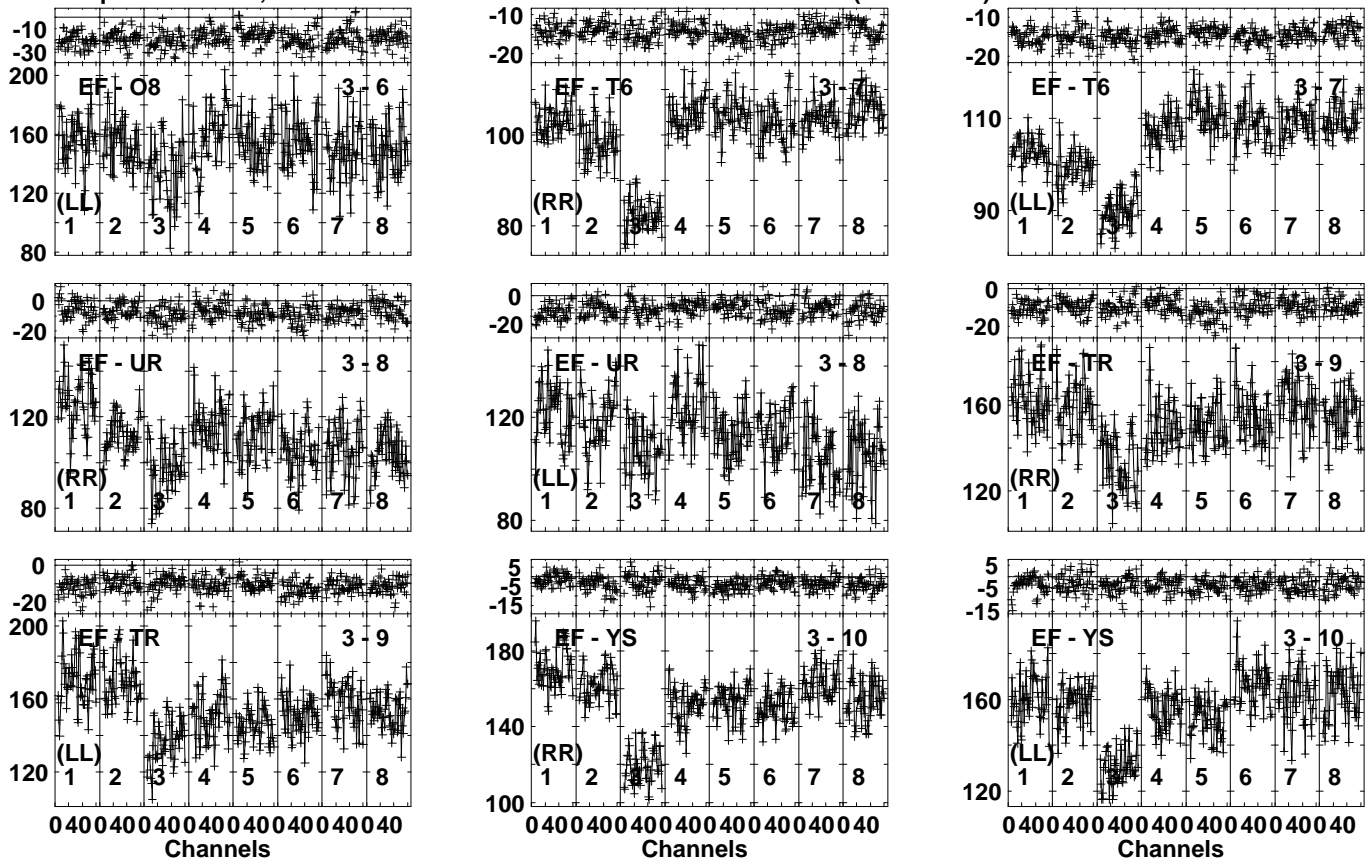 -10
-30
200
160
120
80
EF - O8 3 - 6
(LL)
1 2 3 4 5 6 7 8
-10
-20
100
80
EF - T6 3 - 7
(RR)
1 2 3 4 5 6 7 8
-10
-20
110
90
EF - T6 3 - 7
(LL)
1 2 3 4 5 6 7 8
0
-20
120
80
EF - UR 3 - 8
(RR)
1 2 3 4 5 6 7 8
0
-20
120
80
EF - UR 3 - 8
(LL)
1 2 3 4 5 6 7 8
0
-20
160
120
EF - TR 3 - 9
(RR)
1 2 3 4 5 6 7 8
0
-20
200
160
120
EF - TR 3 - 9
(LL)
1 2 3 4 5 6 7 8
5
-5
-15
180
140
100
EF - YS 3 - 10
(RR)
1 2 3 4 5 6 7 8
5
-5
-15
160
120
EF - YS 3 - 10
(LL)
1 2 3 4 5 6 7 8
0 40 0 40 0 40 0 40 0 40 0 40 0 40 0 40
0 40 0 40 0 40 0 40 0 40 0 40 0 40 0 40
0 40 0 40 0 40 0 40 0 40 0 40 0 40 0 40
Channels Channels Channels